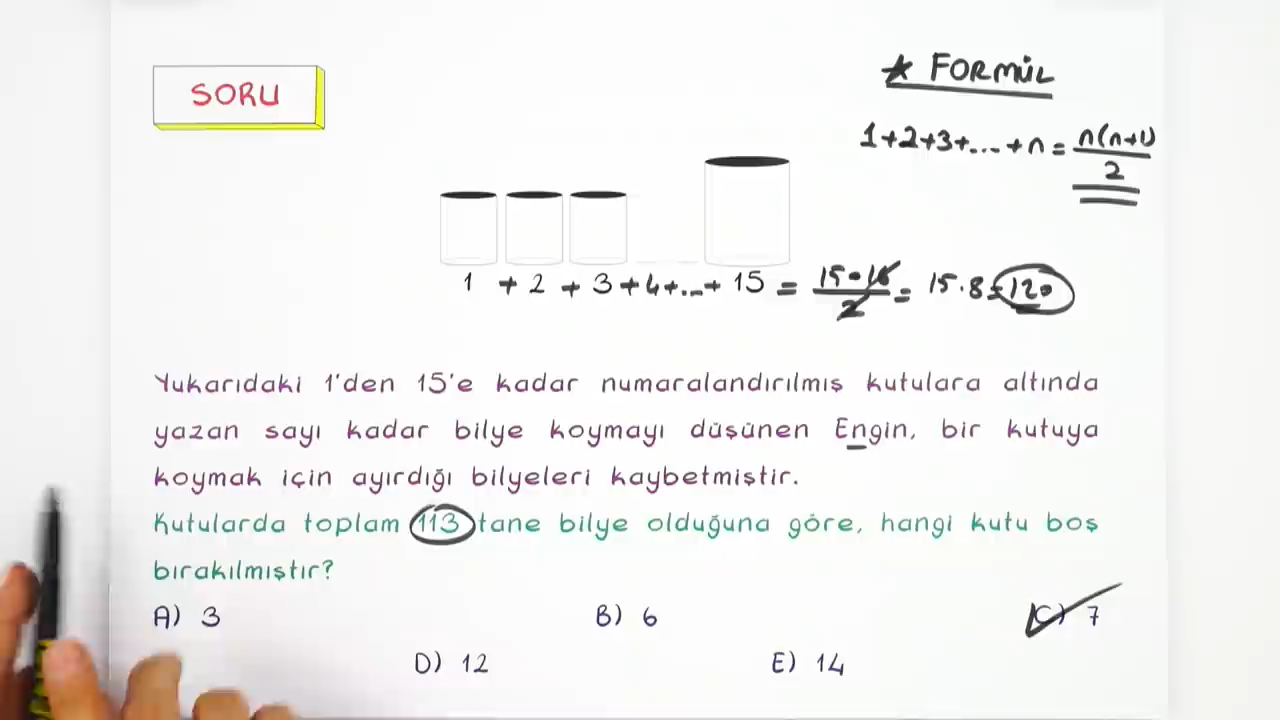 SORU
★ FORMÜL
1+2+3+...+n = n(n+1)/2
1 + 2 + 3 + 4 +...+ 15 = 15·16/2 = 15.8 = 120
Yukarıdaki 1'den 15'e kadar numaralandırılmış kutulara altında
yazan sayı kadar bilye koymayı düşünen Engin, bir kutuya
koymak için ayırdığı bilyeleri kaybetmiştir.
Kutularda toplam 113 tane bilye olduğuna göre, hangi kutu boş
bırakılmıştır?
A) 3 B) 6 C) 7
D) 12 E) 14